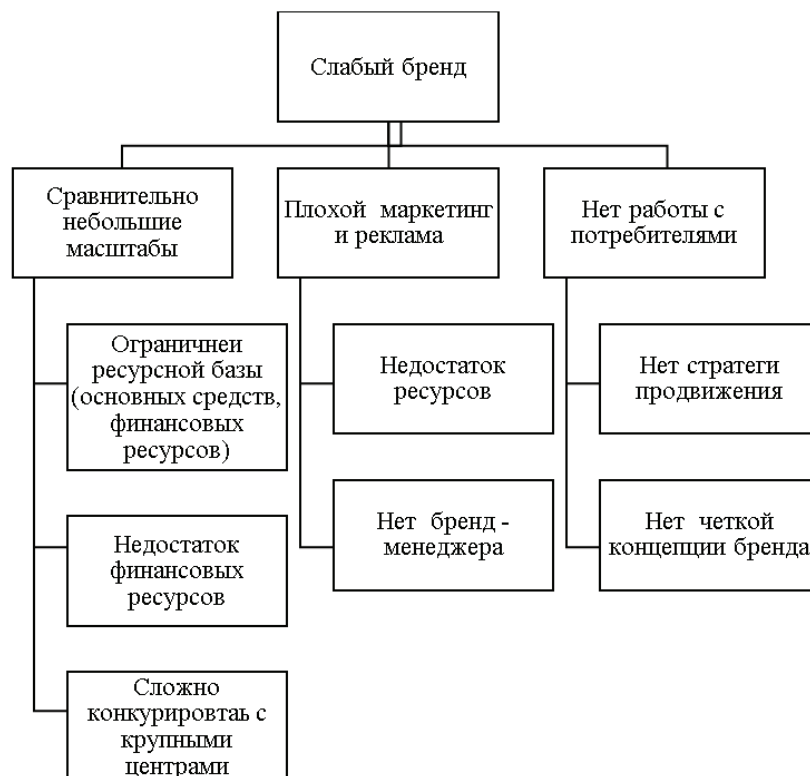 Слабый бренд
Сравнительно
небольшие
масштабы
Плохой маркетинг
и реклама
Нет работы с
потребителями
Ограничнеи
ресурсной базы
(основных средств,
финансовых
ресурсов)
Недостаток
финансовых
ресурсов
Сложно
конкурировтаь с
крупными
центрами
Недостаток
ресурсов
Нет бренд -
менеджера
Нет стратеги
продвижения
Нет четкой
концепции бренда